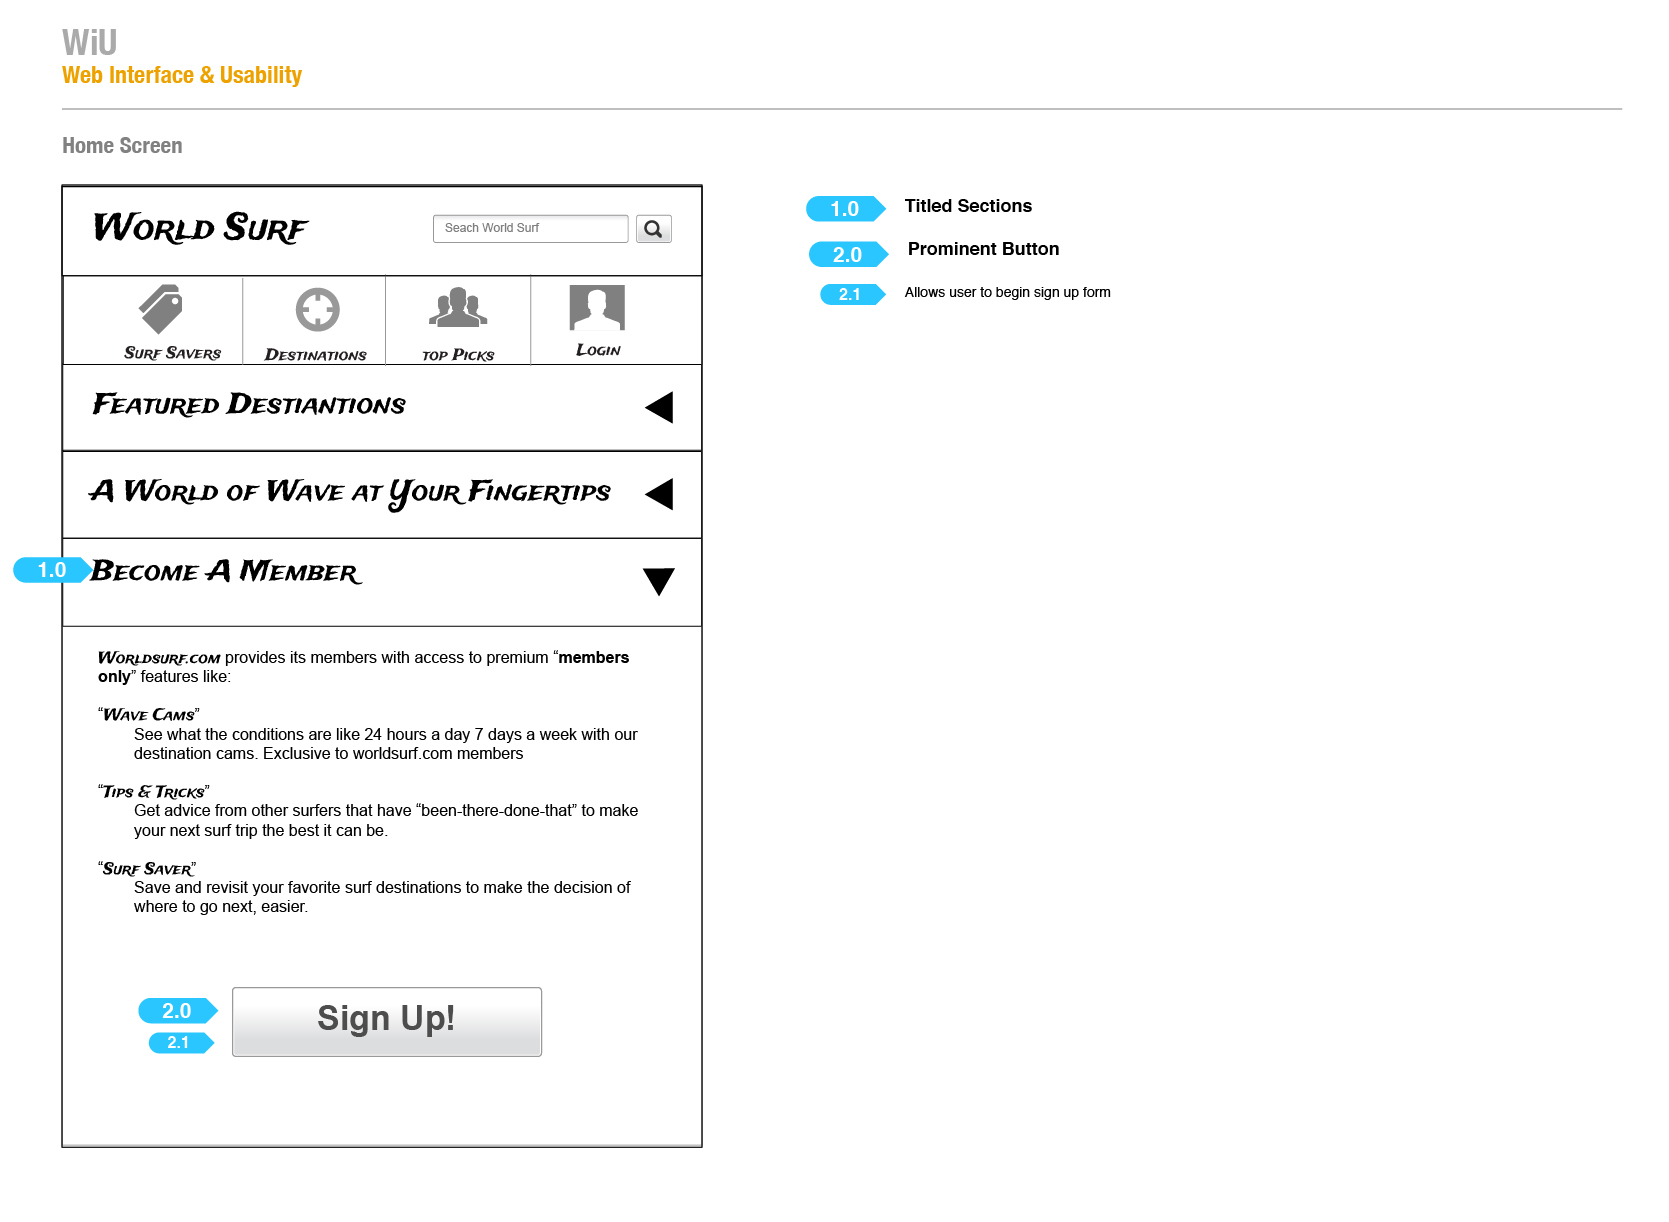 WiU
Web Interface & Usability
Home Screen
World Surf
Seach World Surf
Surf Savers
Destinations
top Picks
Login
Featured Destiantions
A World of Wave at Your Fingertips
1.0
Become A Member
Worldsurf.com provides its members with access to premium “members
only” features like:
“Wave Cams”
See what the conditions are like 24 hours a day 7 days a week with our
destination cams. Exclusive to worldsurf.com members
“Tips & Tricks”
Get advice from other surfers that have “been-there-done-that” to make
your next surf trip the best it can be.
“Surf Saver”
Save and revisit your favorite surf destinations to make the decision of
where to go next, easier.
2.0
2.1
Sign Up!
1.0 Titled Sections
2.0 Prominent Button
2.1 Allows user to begin sign up form